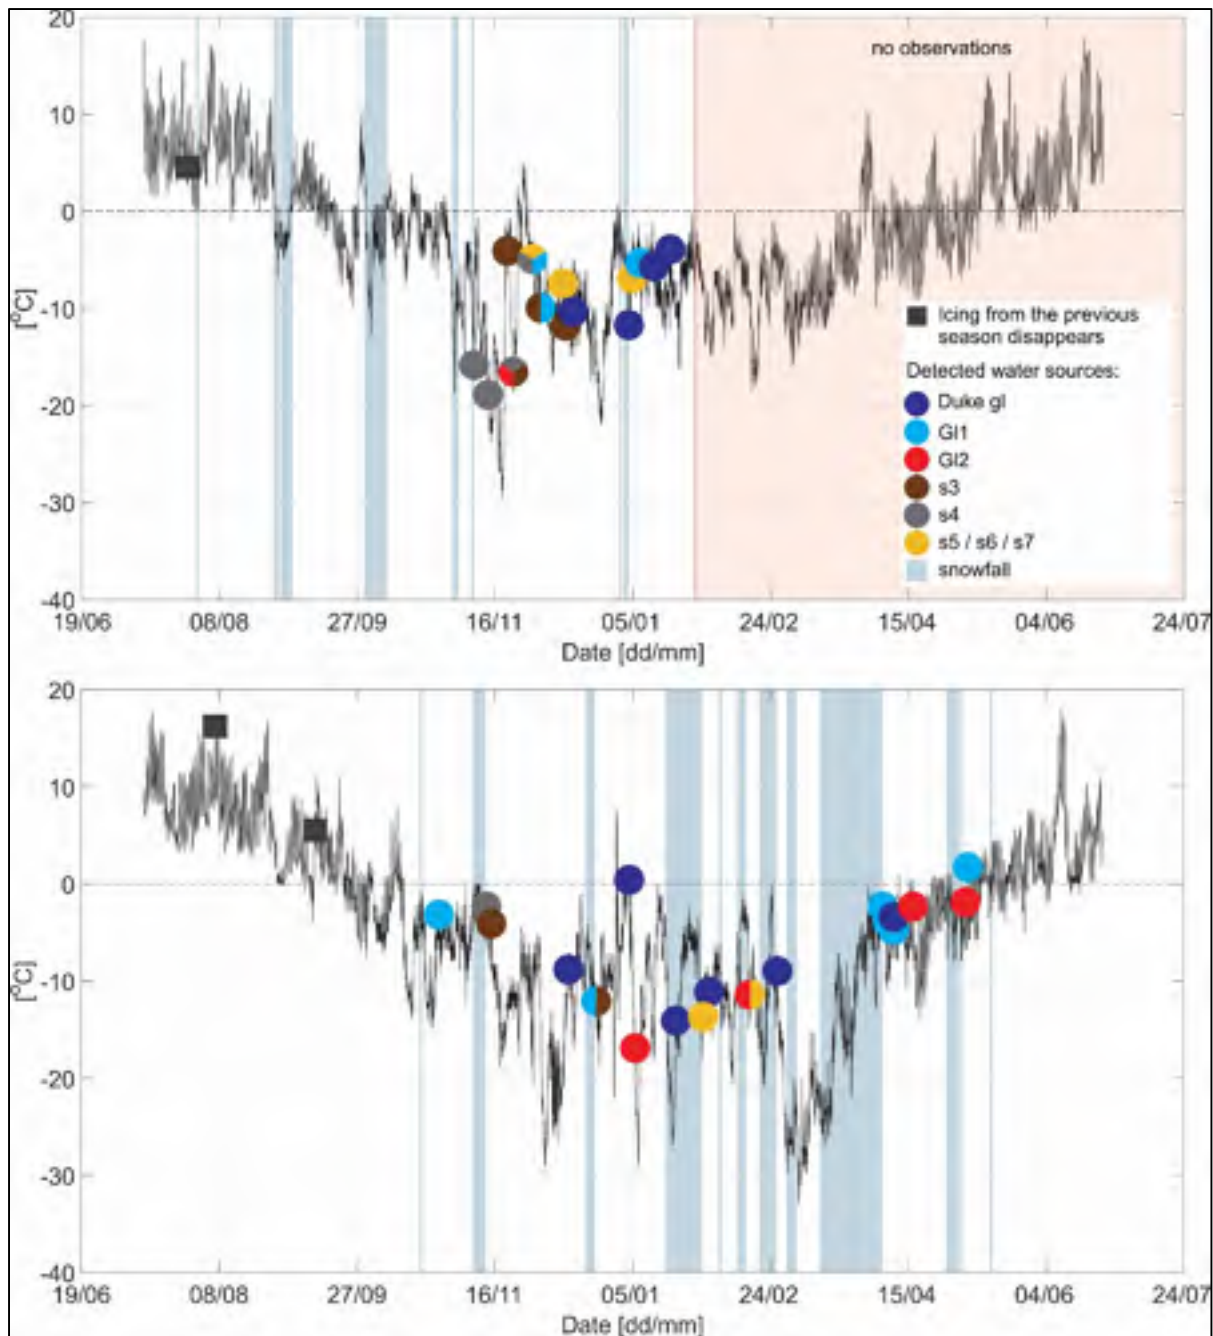 20
no observations
10
0
[°C]
-10
Icing from the previous
season disappears
Detected water sources:
Duke gl
-20
Gl1
Gl2
-30
s3
s4
s5 / s6 / s7
snowfall
-40
19/06 08/08 27/09 16/11 05/01 24/02 15/04 04/06 24/07
Date [dd/mm]
20
10
0
[°C]
-10
-20
-30
-40
19/06 08/08 27/09 16/11 05/01 24/02 15/04 04/06 24/07
Date [dd/mm]